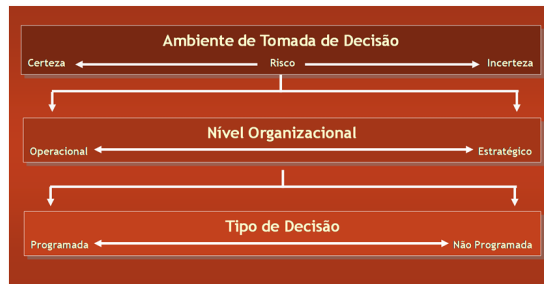 Ambiente de Tomada de Decisão
Certeza Risco Incerteza
Nível Organizacional
Operacional Estratégico
Tipo de Decisão
Programada Não Programada